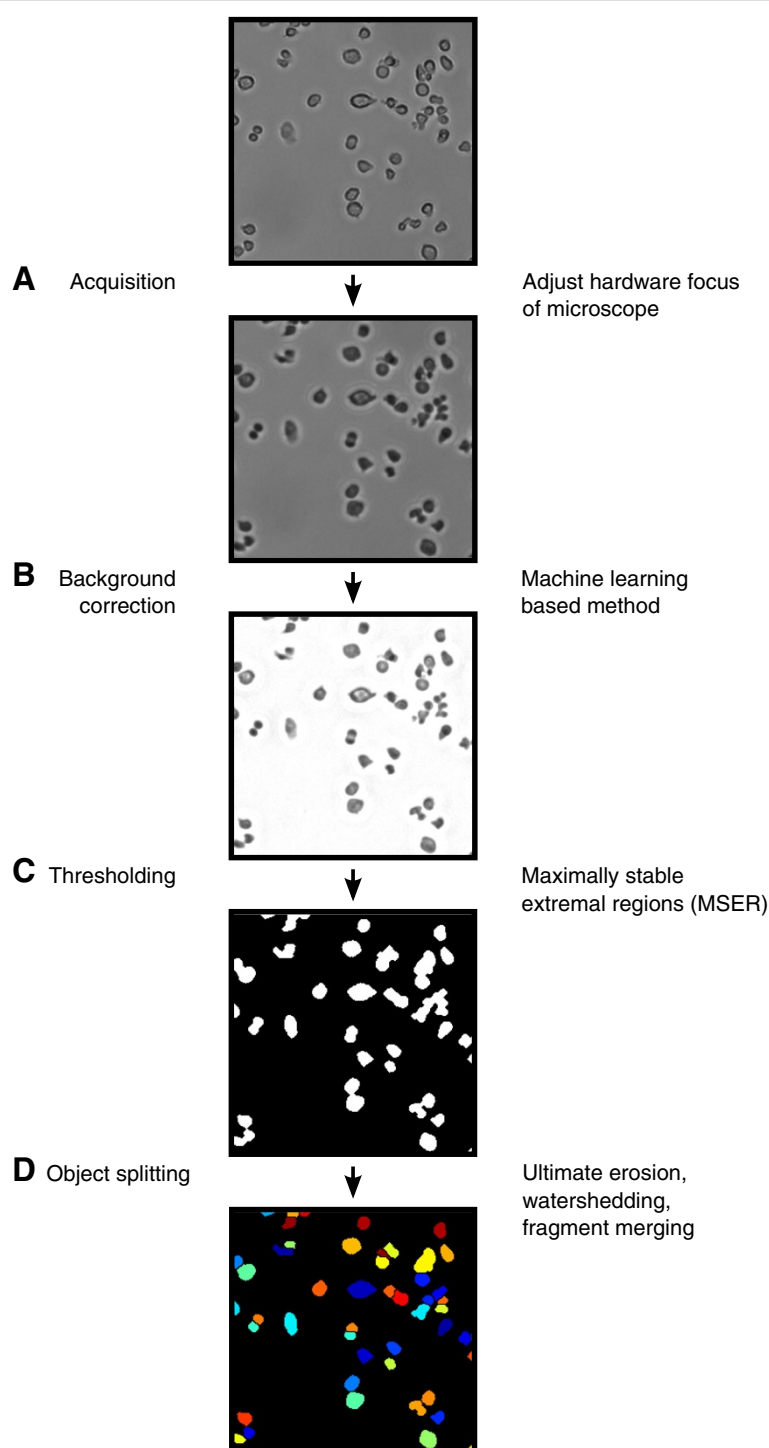 A Acquisition
Adjust hardware focus
of microscope
B Background
correction
Machine learning
based method
C Thresholding
Maximally stable
extremal regions (MSER)
D Object splitting
Ultimate erosion,
watershedding,
fragment merging